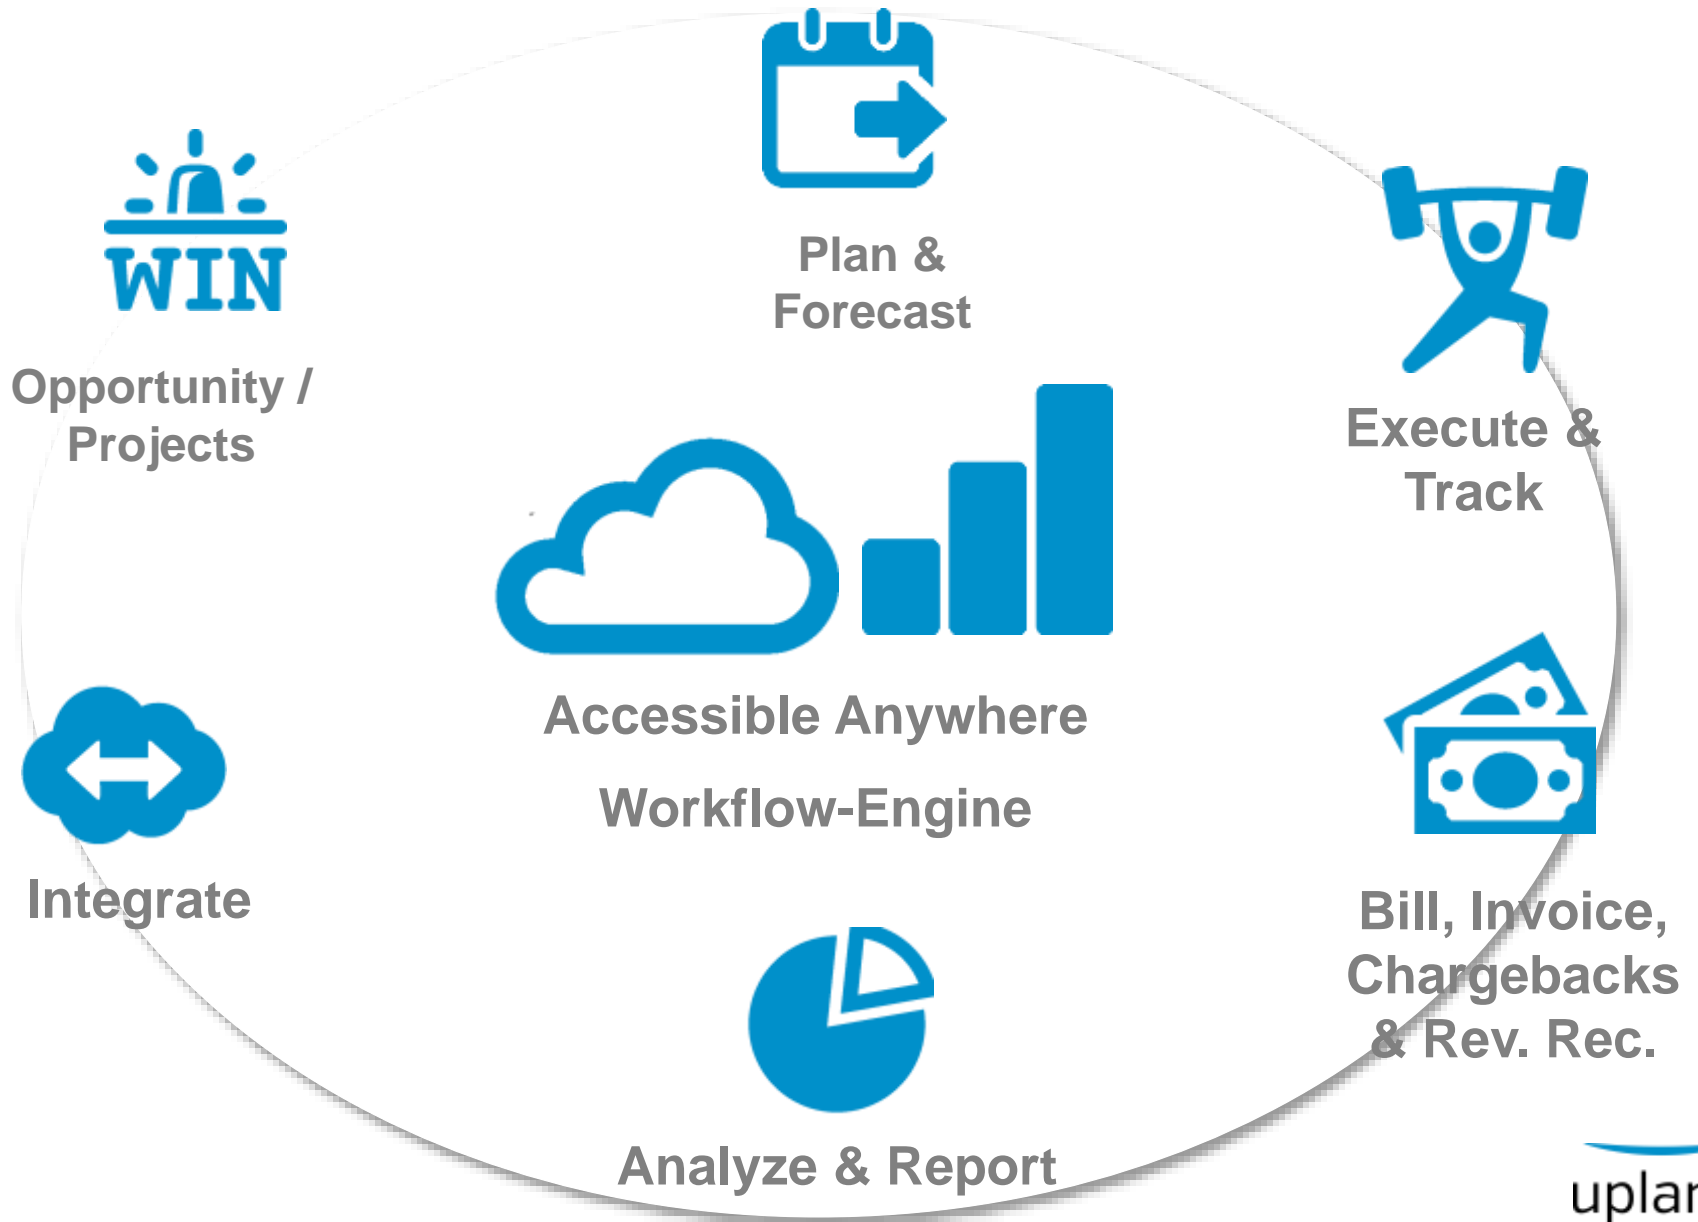 WIN
Opportunity /
Projects
Plan &
Forecast
Execute &
Track
Accessible Anywhere
Workflow-Engine
Integrate
Bill, Invoice,
Chargebacks
& Rev. Rec.
Analyze & Report